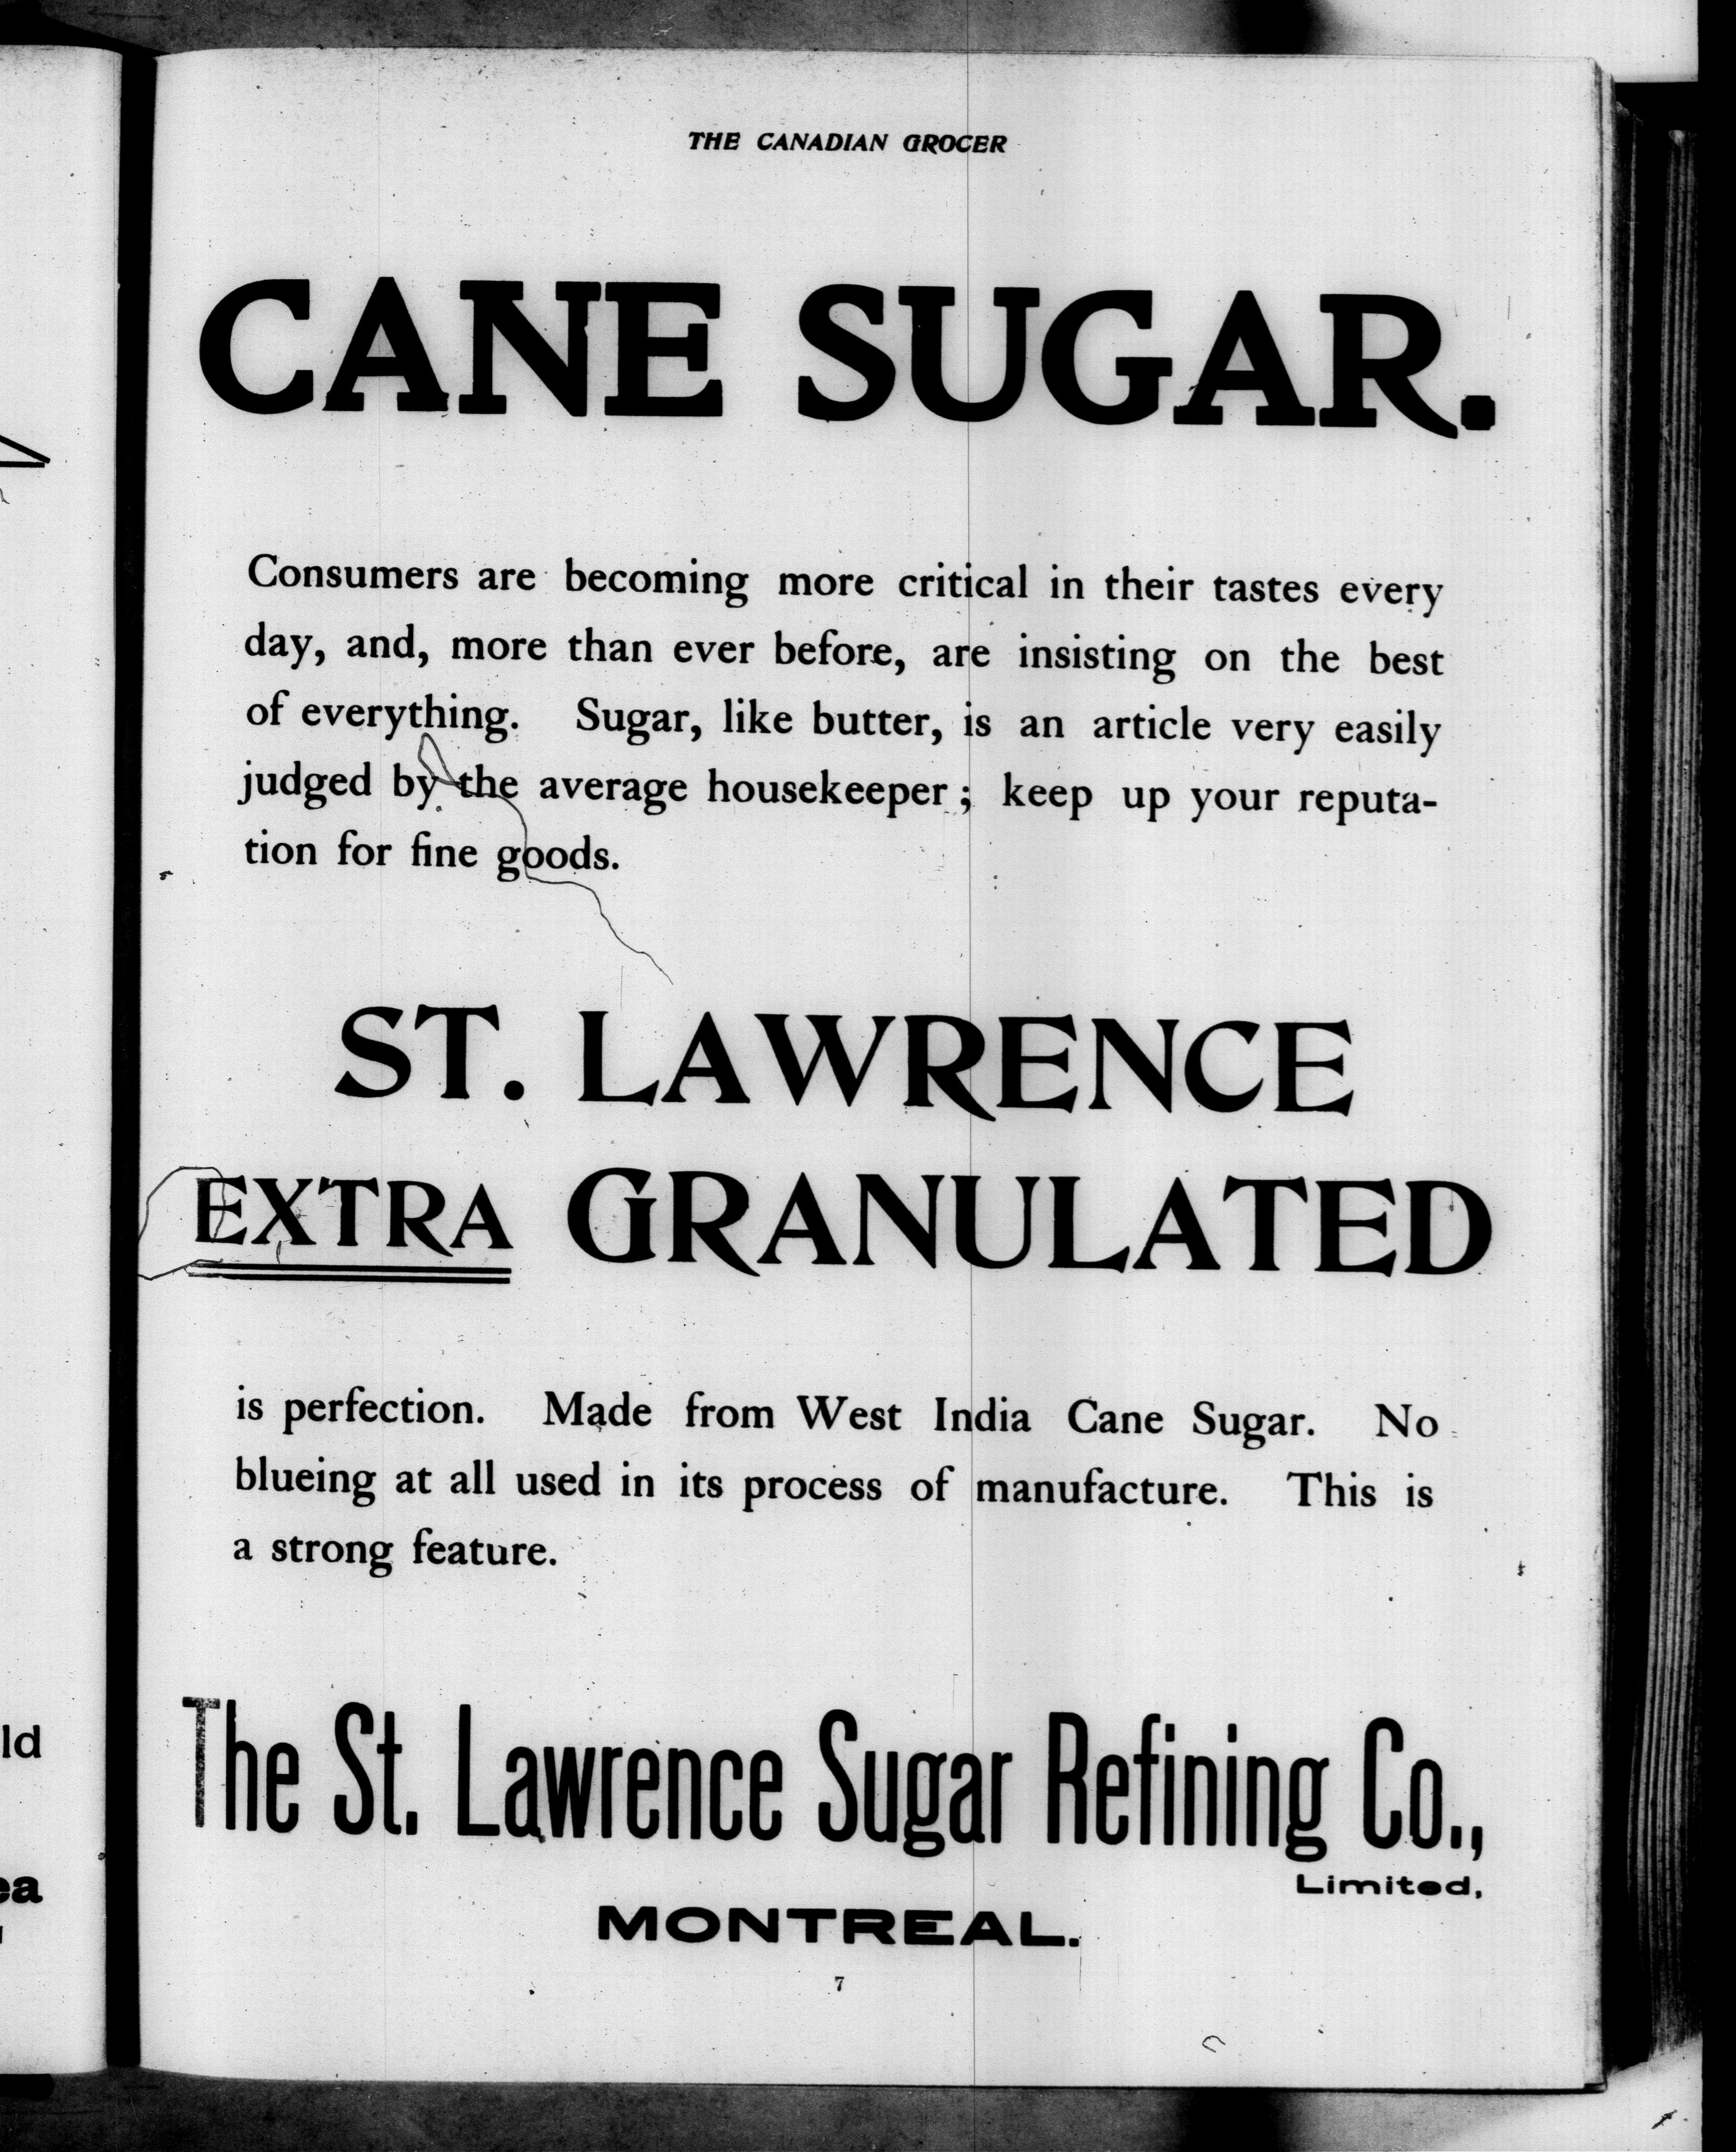 THE CANADIAN GROCER
CANE SUGAR.
Consumers are becoming more critical in their tastes every
day, and, more than ever before, are insisting on the best
of everything. Sugar, like butter, is an article very easily
judged by the average housekeeper; keep up your reputa-
tion for fine goods.
ST. LAWRENCE
EXTRA GRANULATED
is perfection. Made from West India Cane Sugar. No
blueing at all used in its process of manufacture. This is
a strong feature.
The St. Lawrence Sugar Refining Co.,
Limited,
MONTREAL.
7
ld
ea